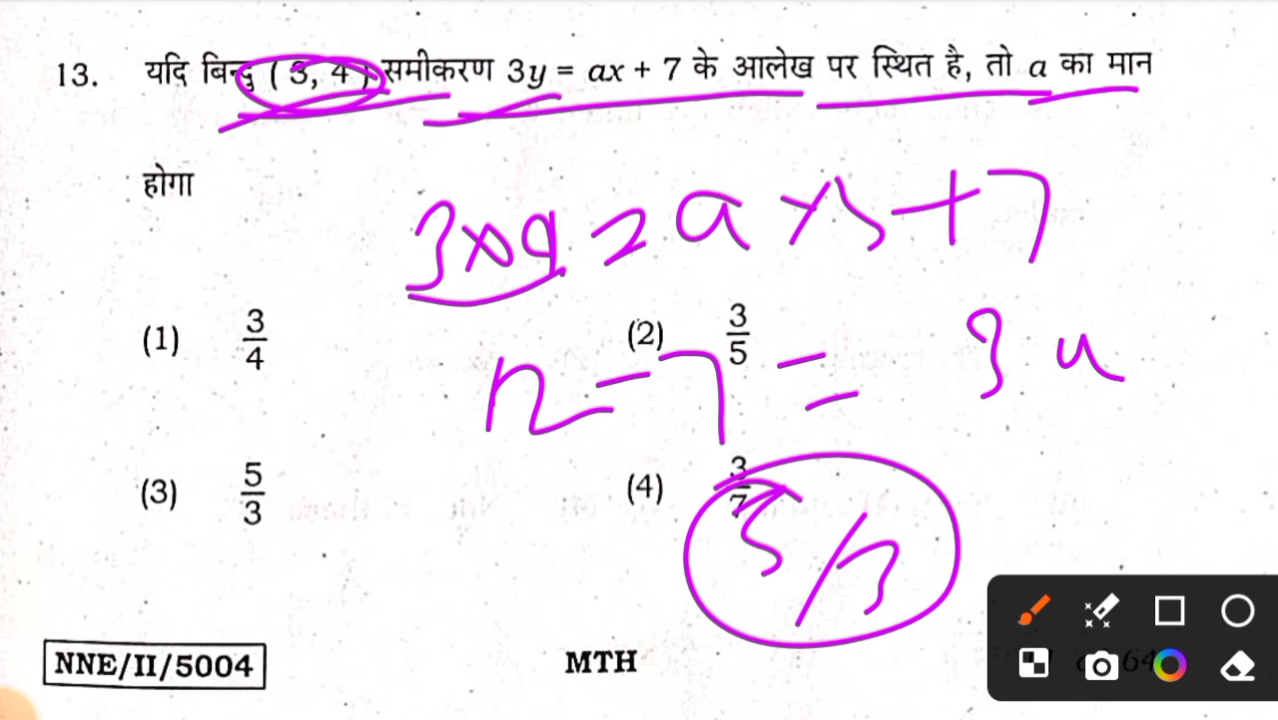 13. यदि बिन्दु ( 3, 4 ) समीकरण 3y = ax + 7 के आलेख पर स्थित है, तो a का मान
होगा
3×4 = a×3+7
(1) 3/4 (2) 3/5
12-7 = 3a
(3) 5/3 (4) 3/7
5/3
NNE/II/5004 MTH
64